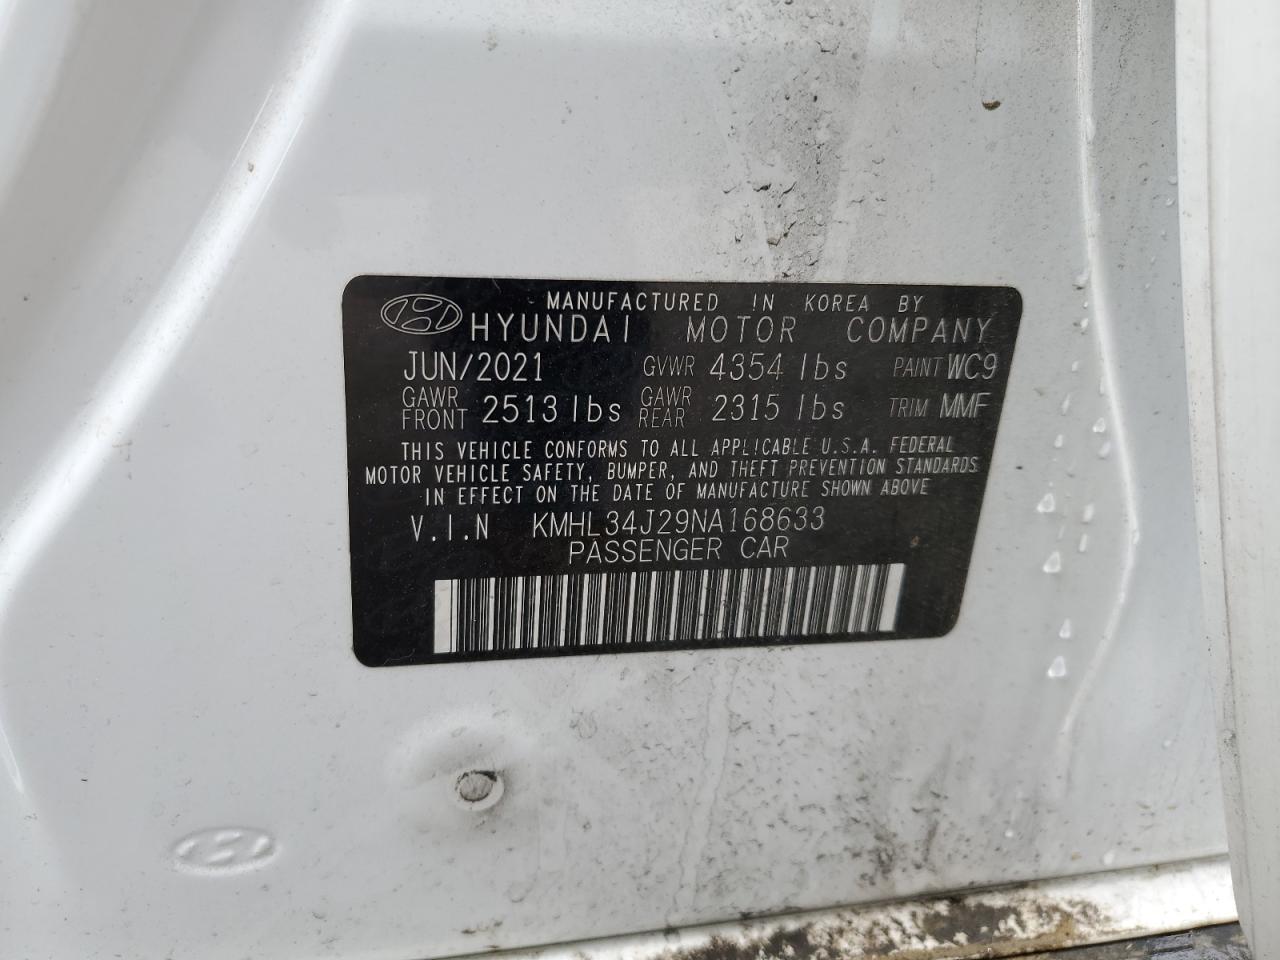 MANUFACTURED IN KOREA BY
HYUNDAI MOTOR COMPANY
JUN/2021 GVWR 4354 lbs PAINT WC9
GAWR FRONT 2513 lbs GAWR REAR 2315 lbs TRIM MMF
THIS VEHICLE CONFORMS TO ALL APPLICABLE U.S.A. FEDERAL
MOTOR VEHICLE SAFETY, BUMPER, AND THEFT PREVENTION STANDARDS
IN EFFECT ON THE DATE OF MANUFACTURE SHOWN ABOVE
V.I.N KMHL34J29NA168633
PASSENGER CAR